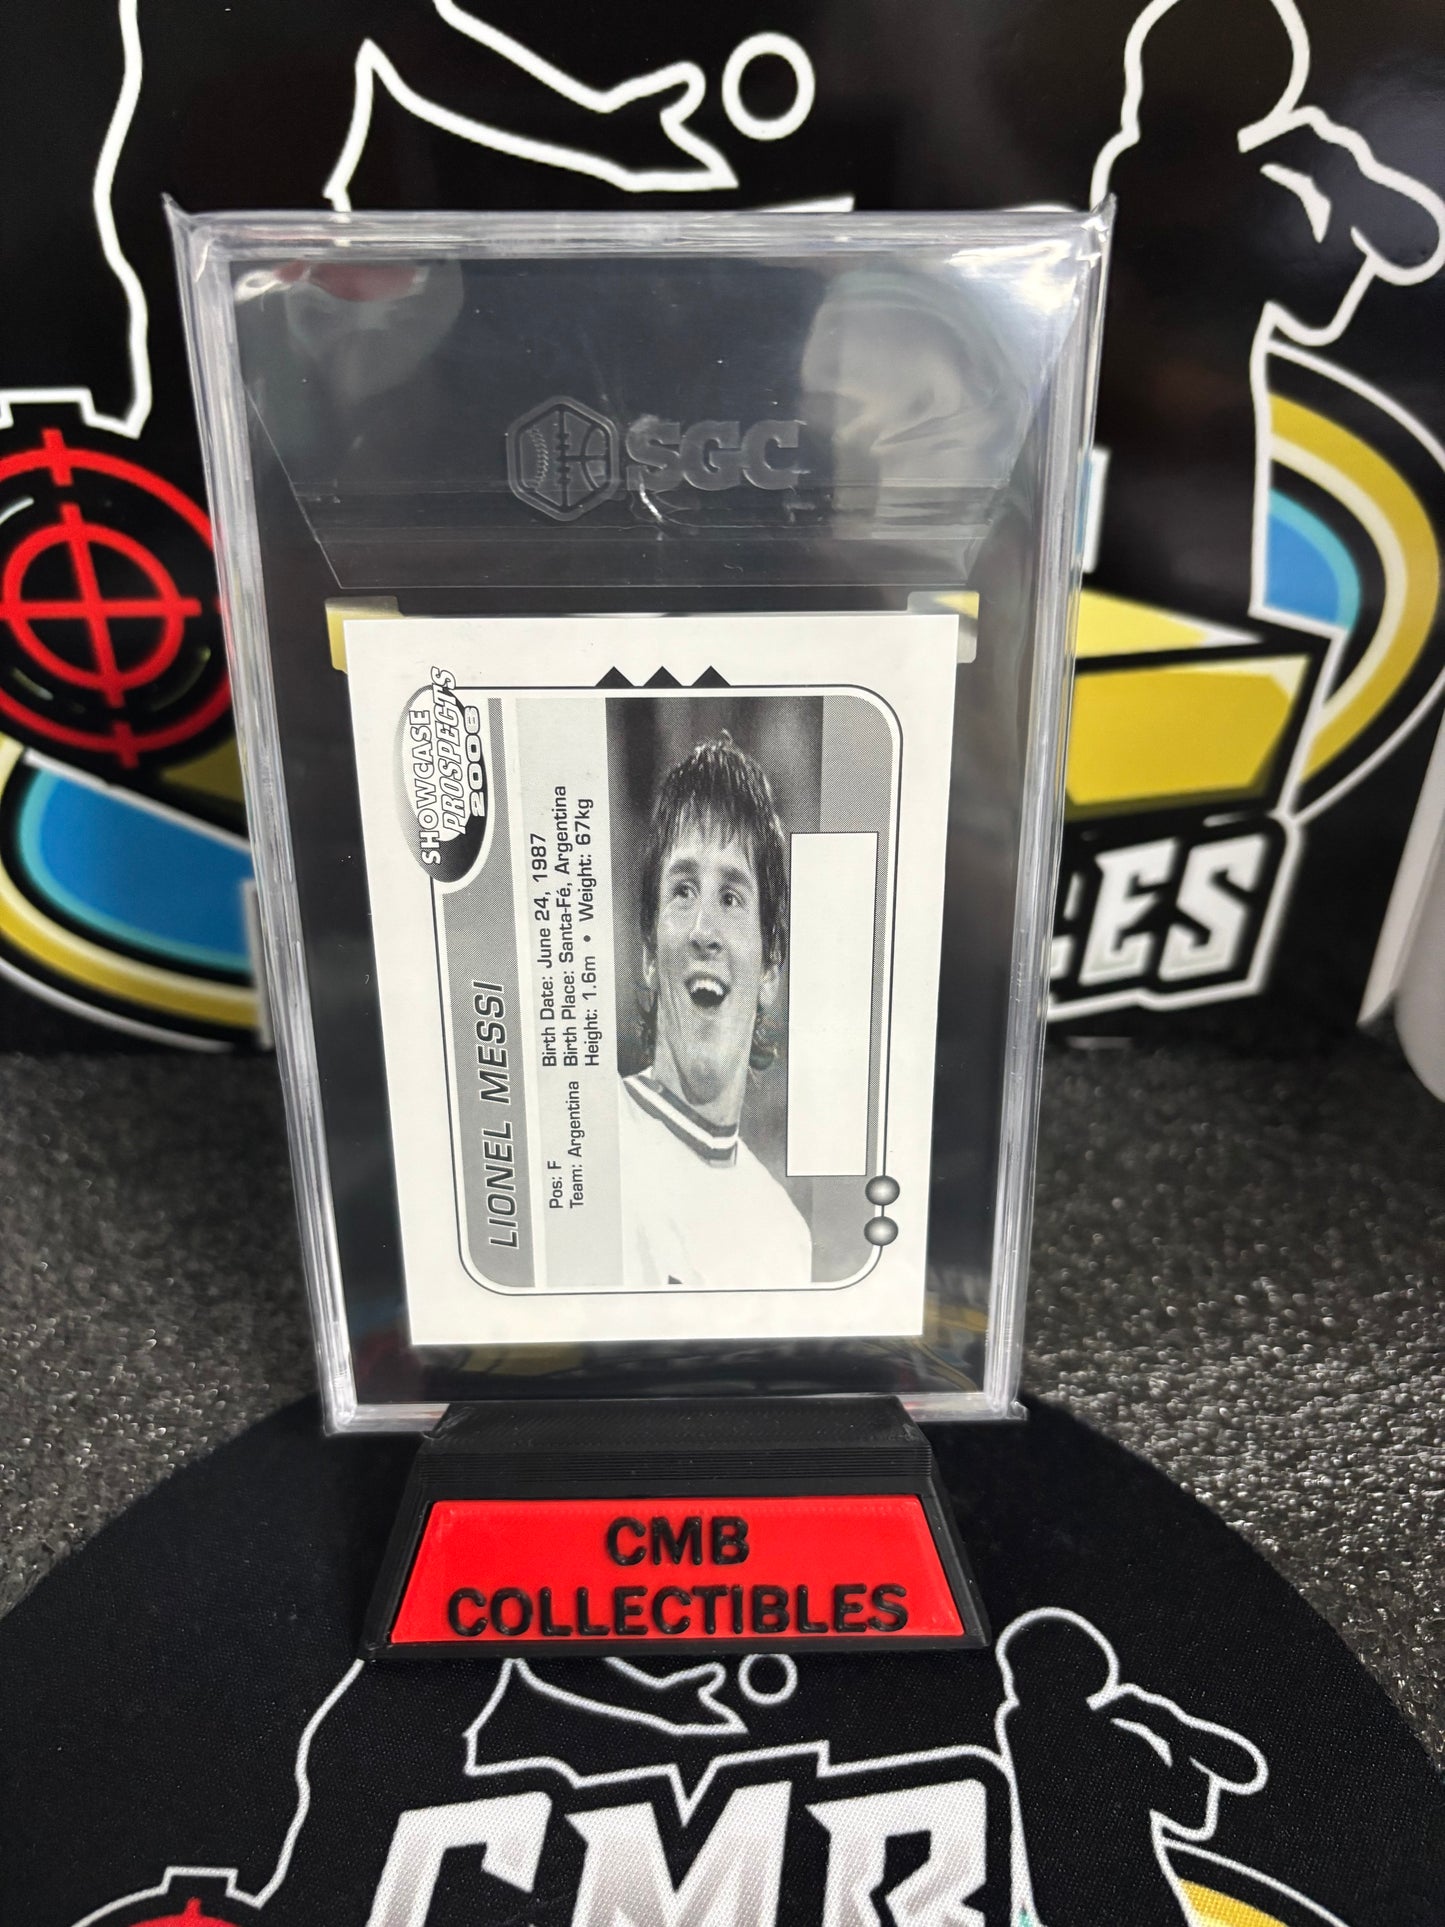 SGC
SHOWCASE
PROSPECTS
2006
LIONEL MESSI
Pos: F
Team: Argentina
Birth Date: June 24, 1987
Birth Place: Santa-Fé, Argentina
Height: 1.6m • Weight: 67kg
CMB
COLLECTIBLES
CMB